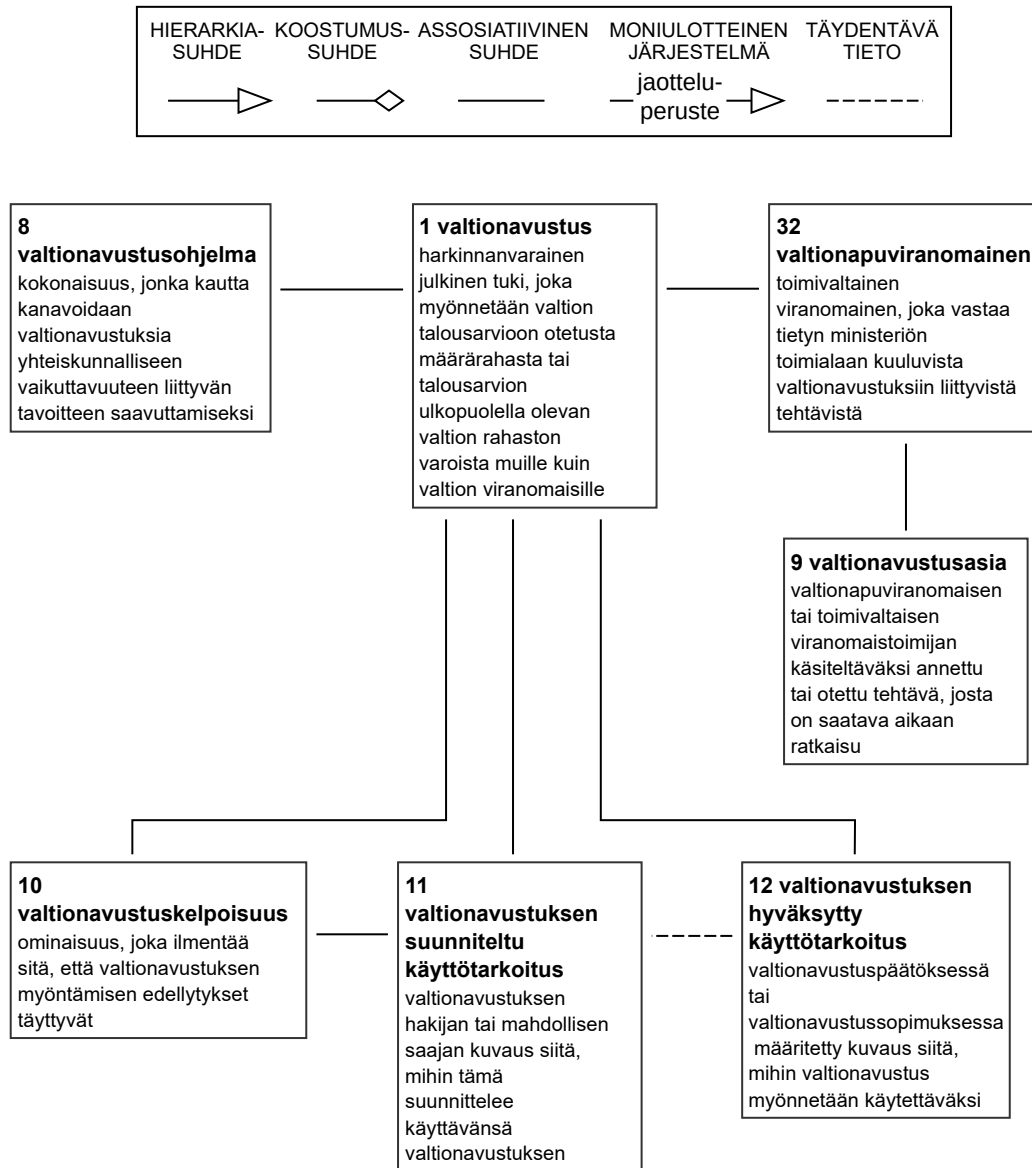 HIERARKIA-
SUHDE
KOOSTUMUS-
SUHDE
ASSOSIATIIVINEN
SUHDE
MONIULOTTEINEN
JÄRJESTELMÄ
jaottelu-
peruste
TÄYDENTÄVÄ
TIETO
8
valtionavustusohjelma
kokonaisuus, jonka kautta
kanavoidaan
valtionavustuksia
yhteiskunnalliseen
vaikuttavuuteen liittyvän
tavoitteen saavuttamiseksi
1 valtionavustus
harkinnanvarainen
julkinen tuki, joka
myönnetään valtion
talousarvioon otetusta
määrärahasta tai
talousarvion
ulkopuolella olevan
valtion rahaston
varoista muille kuin
valtion viranomaisille
32
valtionapuviranomainen
toimivaltainen
viranomainen, joka vastaa
tietyn ministeriön
toimialaan kuuluvista
valtionavustuksiin liittyvistä
tehtävistä
9 valtionavustusasia
valtionapuviranomaisen
tai toimivaltaisen
viranomaistoimijan
käsiteltäväksi annettu
tai otettu tehtävä, josta
on saatava aikaan
ratkaisu
10
valtionavustuskelpoisuus
ominaisuus, joka ilmentää
sitä, että valtionavustuksen
myöntämisen edellytykset
täyttyvät
11
valtionavustuksen
suunniteltu
käyttötarkoitus
valtionavustuksen
hakijan tai mahdollisen
saajan kuvaus siitä,
mihin tämä
suunnittelee
käyttävänsä
valtionavustuksen
12 valtionavustuksen
hyväksytty
käyttötarkoitus
valtionavustuspäätöksessä
tai
valtionavustussopimuksessa
määritetty kuvaus siitä,
mihin valtionavustus
myönnetään käytettäväksi